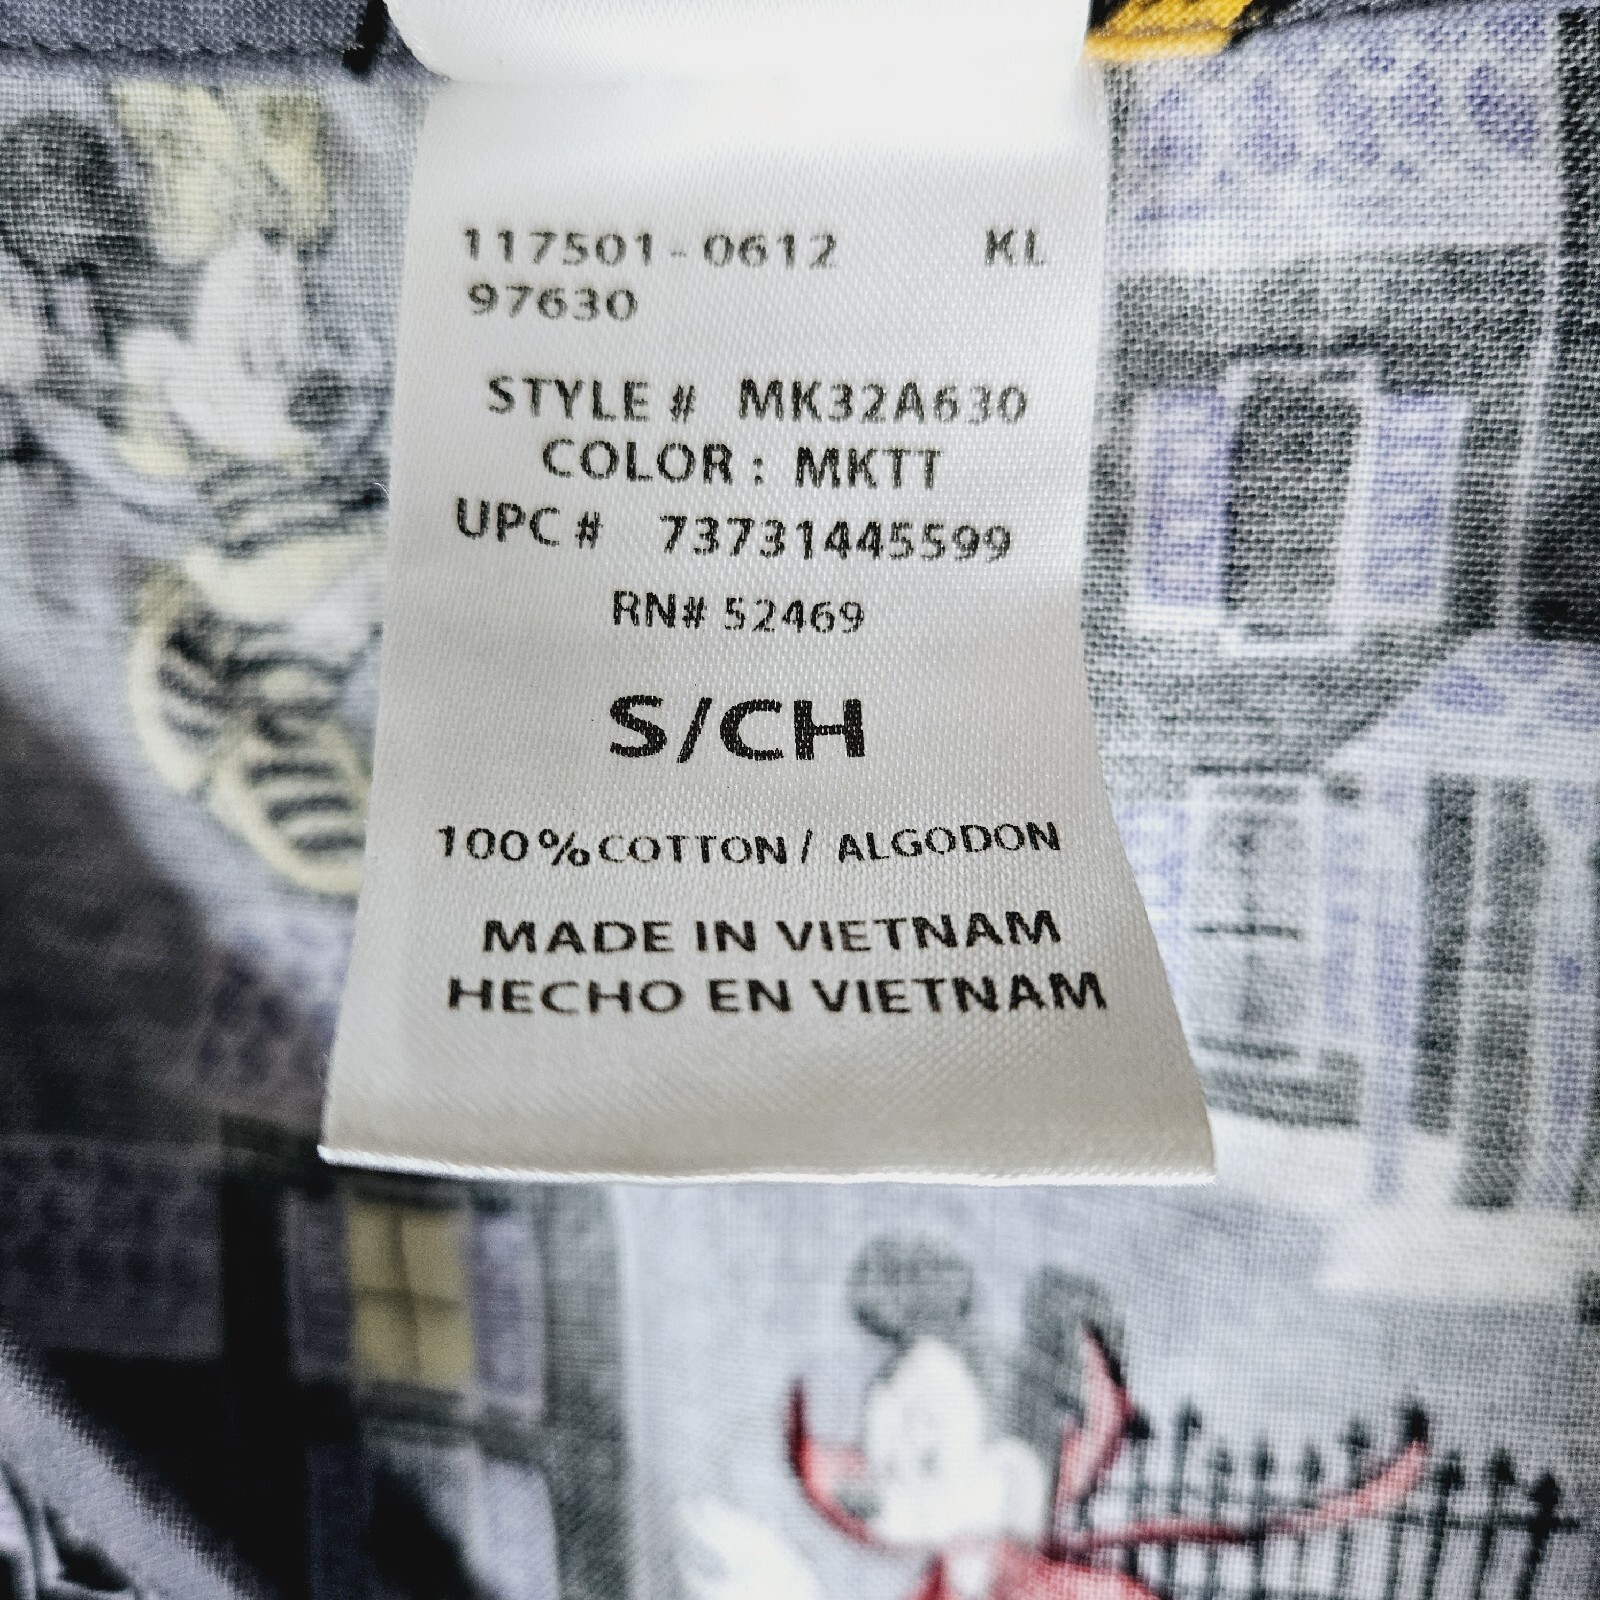 117501-0612 KL
97630
STYLE # MK32A630
COLOR : MKTT
UPC # 73731445599
RN# 52469
S/CH
100% COTTON / ALGODON
MADE IN VIETNAM
HECHO EN VIETNAM